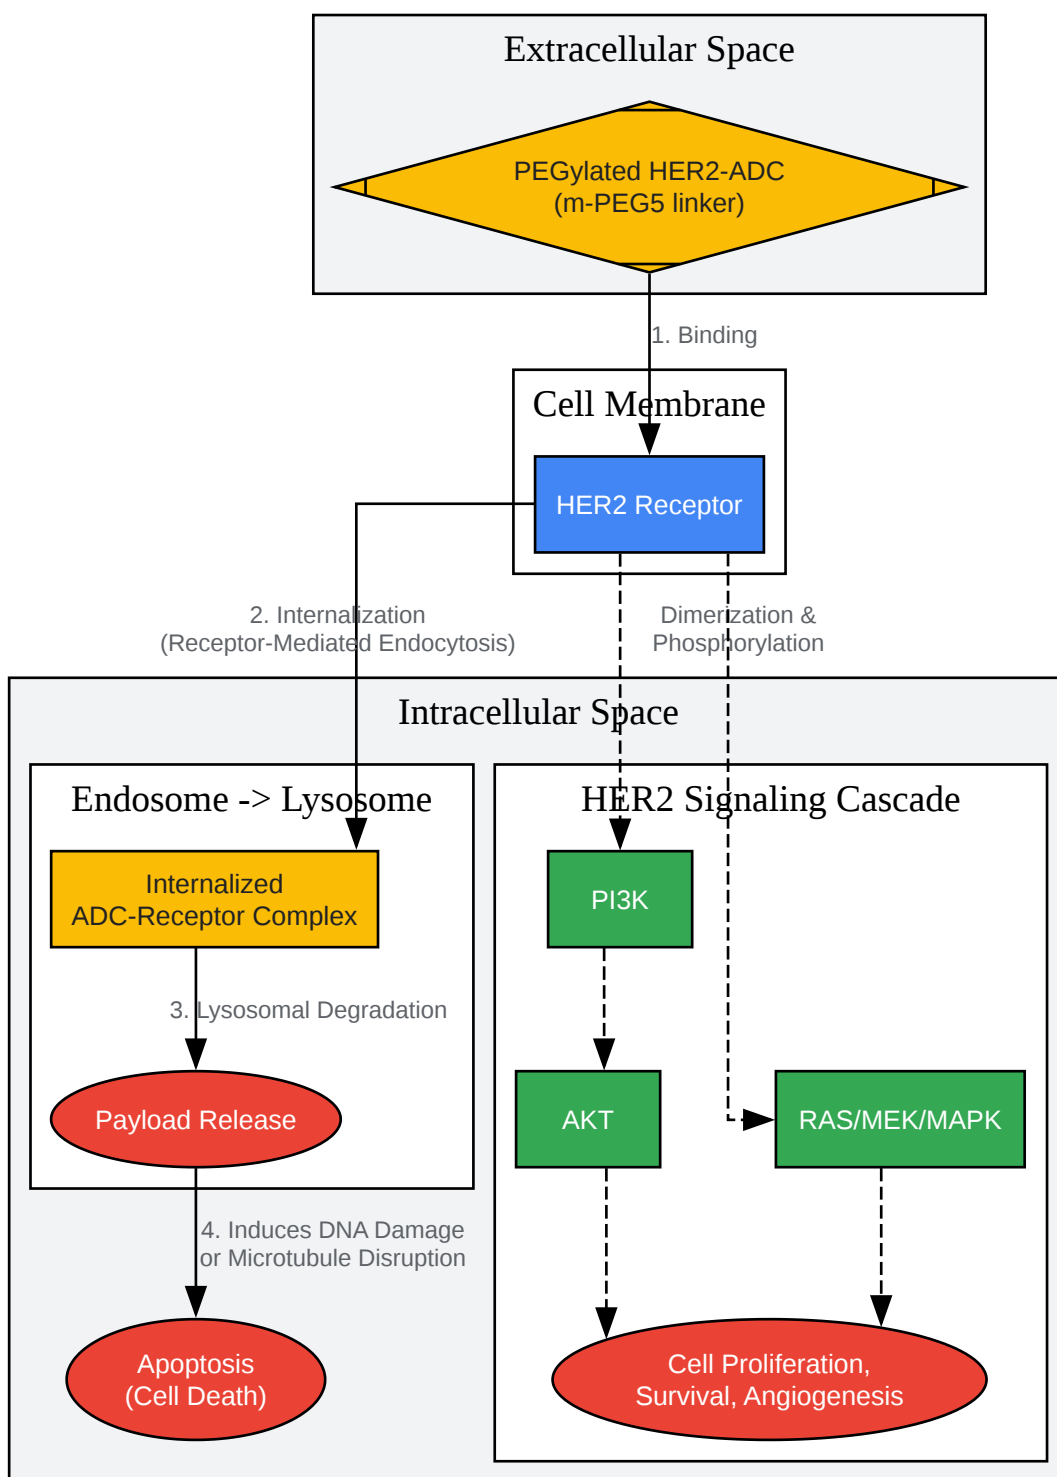 Extracellular Space
PEGylated HER2-ADC
(m-PEG5 linker)
1. Binding
Cell Membrane
HER2 Receptor
2. Internalization
(Receptor-Mediated Endocytosis)
Dimerization &
Phosphorylation
Intracellular Space
Endosome -> Lysosome
Internalized
ADC-Receptor Complex
3. Lysosomal Degradation
Payload Release
4. Induces DNA Damage
or Microtubule Disruption
Apoptosis
(Cell Death)
HER2 Signaling Cascade
PI3K
AKT
RAS/MEK/MAPK
Cell Proliferation,
Survival, Angiogenesis